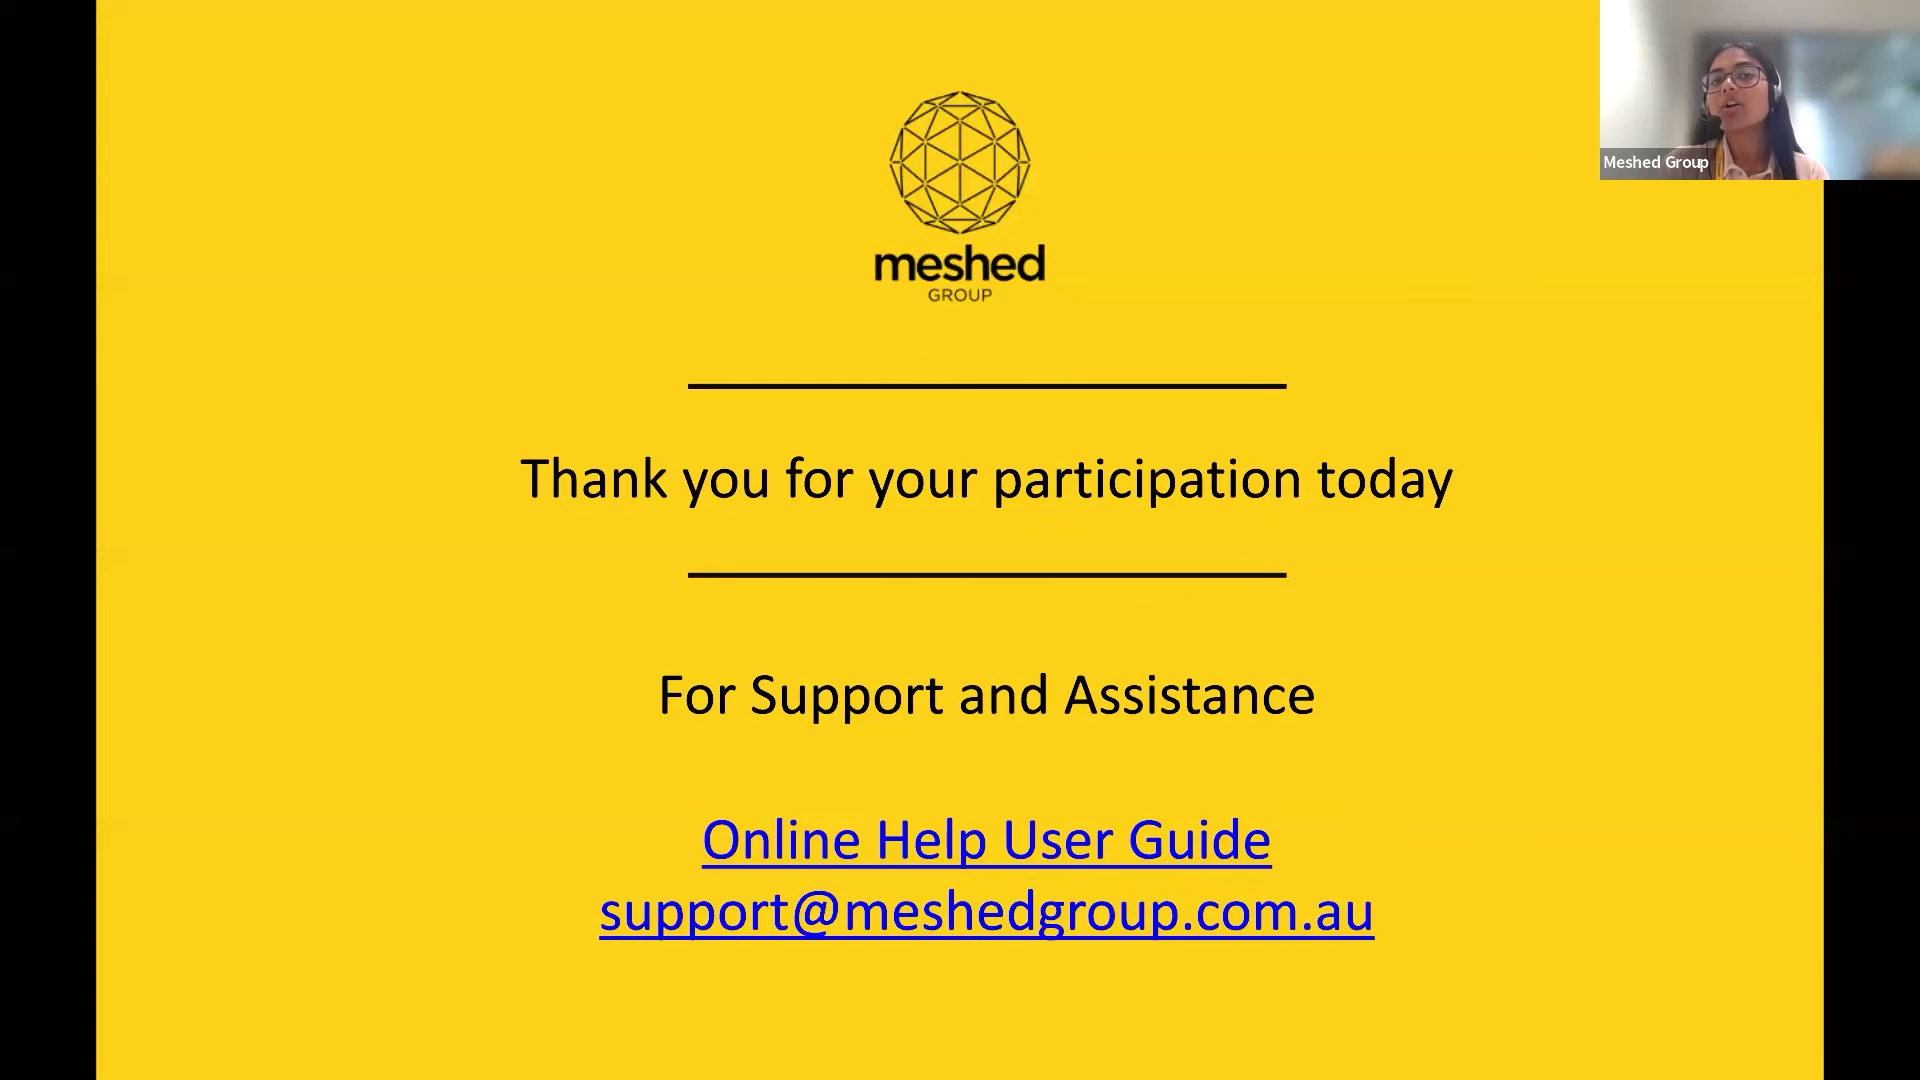 Meshed Group
meshed
GROUP
Thank you for your participation today
For Support and Assistance
Online Help User Guide
support@meshedgroup.com.au